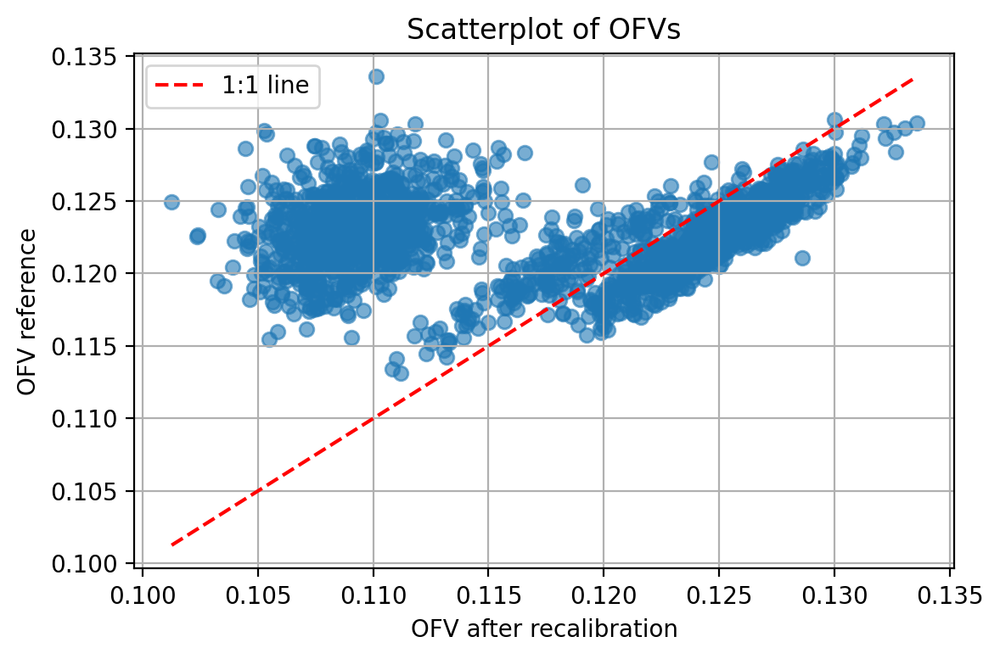 Scatterplot of OFVs
1:1 line
OFV reference
0.135
0.130
0.125
0.120
0.115
0.110
0.105
0.100
0.100 0.105 0.110 0.115 0.120 0.125 0.130 0.135
OFV after recalibration